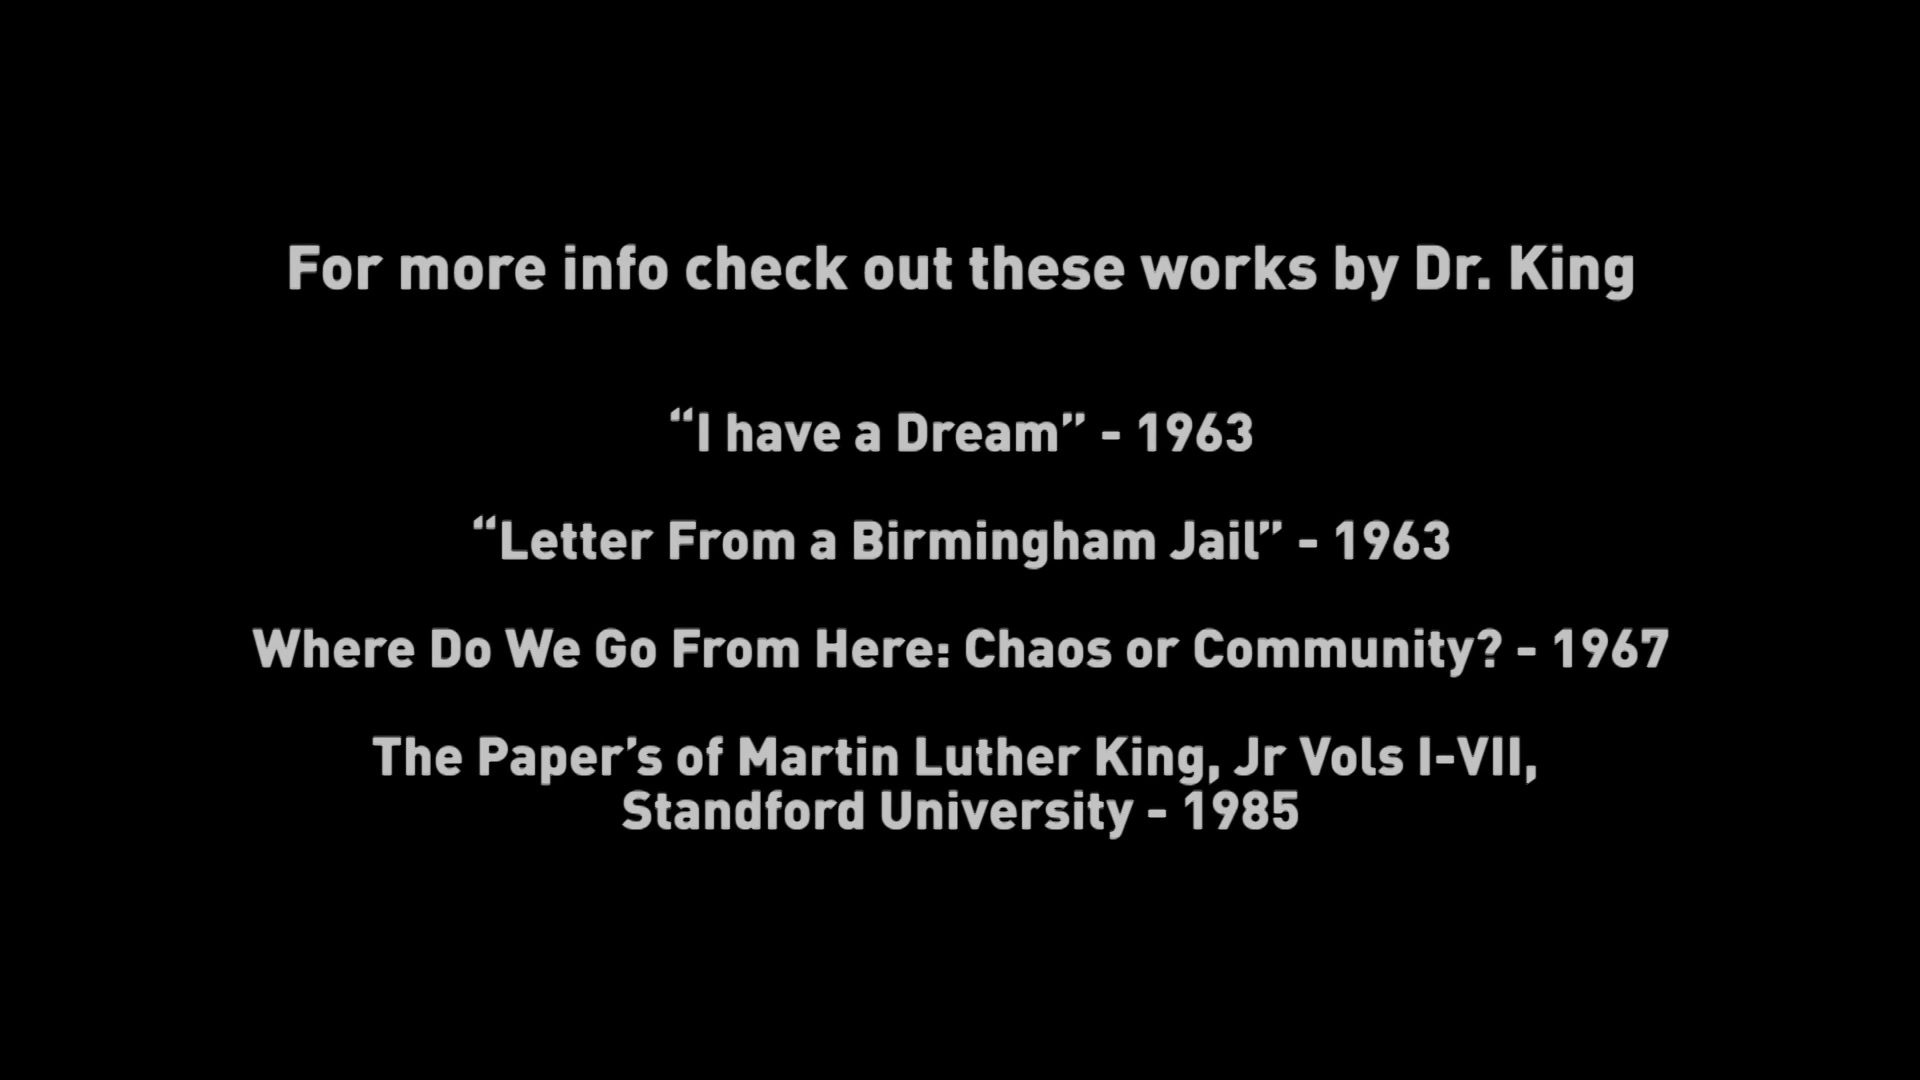 For more info check out these works by Dr. King
“I have a Dream” - 1963
“Letter From a Birmingham Jail” - 1963
Where Do We Go From Here: Chaos or Community? - 1967
The Paper’s of Martin Luther King, Jr Vols I-VII,
Standford University - 1985